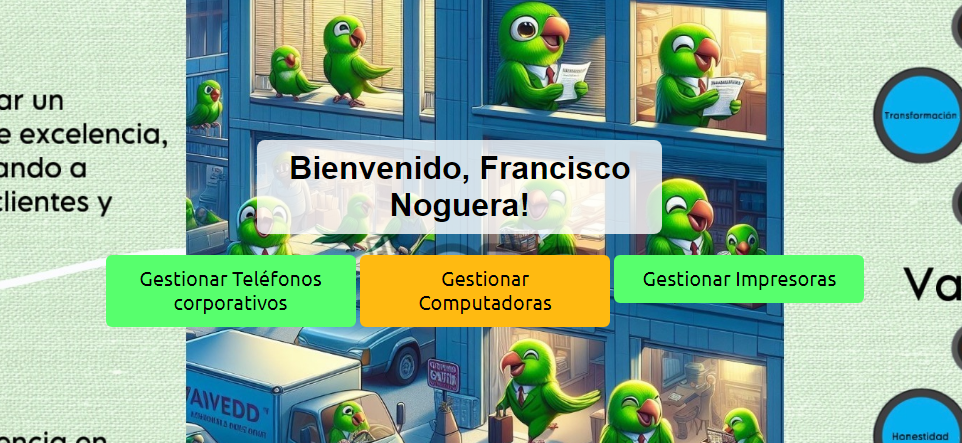 ar un
e excelencia,
ando a
clientes y
Transformación
Bienvenido, Francisco
Noguera!
Gestionar Teléfonos
corporativos
Gestionar
Computadoras
Gestionar Impresoras
Va
VAIVEDD
encia en
Honestidad